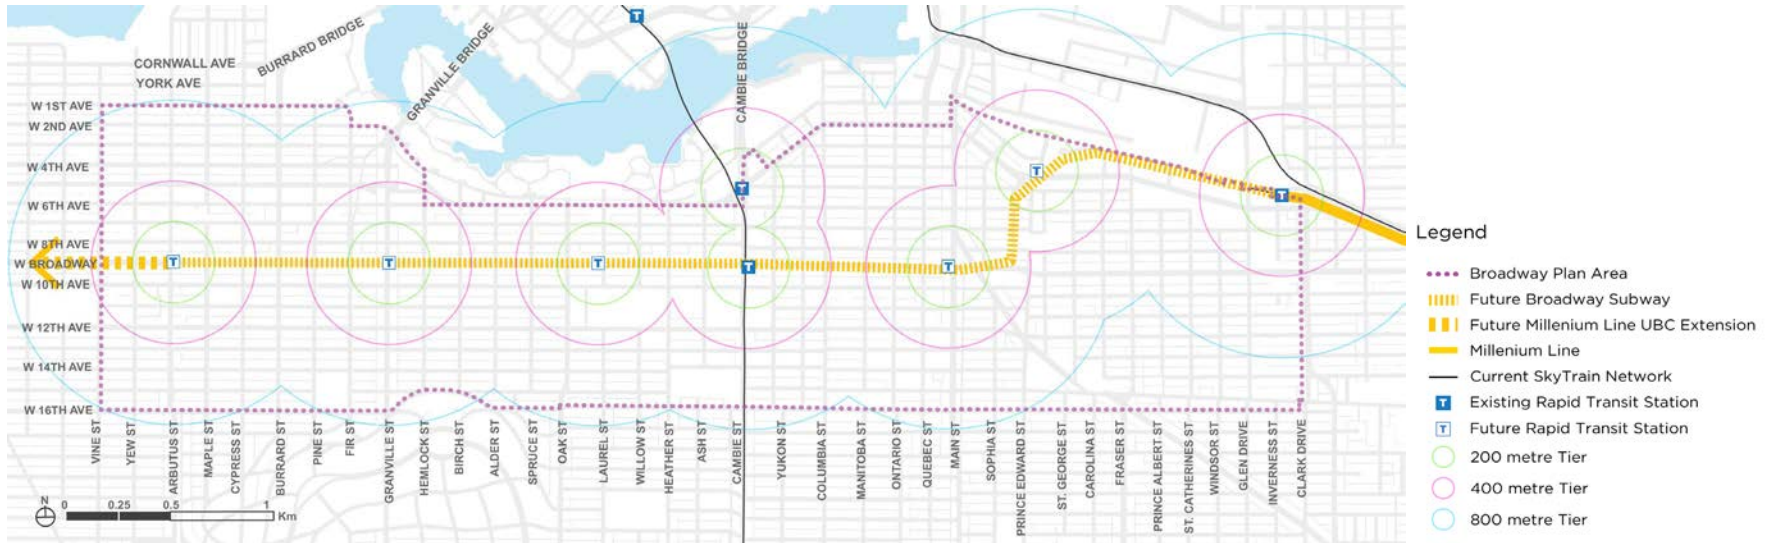 CORNWALL AVE
YORK AVE
BURRARD BRIDGE
GRANVILLE BRIDGE
CAMBIE BRIDGE
W 1ST AVE
W 2ND AVE
W 4TH AVE
W 6TH AVE
W 8TH AVE
W BROADWAY
W 10TH AVE
W 12TH AVE
W 14TH AVE
W 16TH AVE
T
T
T
T
T
T
T
T
T
VINE ST
YEW ST
ARBUTUS ST
MAPLE ST
CYPRESS ST
BURRARD ST
PINE ST
FIR ST
GRANVILLE ST
HEMLOCK ST
BIRCH ST
ALDER ST
SPRUCE ST
OAK ST
LAUREL ST
WILLOW ST
HEATHER ST
ASH ST
CAMBIE ST
YUKON ST
COLUMBIA ST
MANITOBA ST
ONTARIO ST
QUEBEC ST
MAIN ST
SOPHIA ST
PRINCE EDWARD ST
ST. GEORGE ST
CAROLINA ST
FRASER ST
PRINCE ALBERT ST
ST. CATHERINES ST
WINDSOR ST
GLEN DRIVE
INVERNESS ST
CLARK DRIVE
N
0 0.25 0.5 1
Km
Legend
Broadway Plan Area
Future Broadway Subway
Future Millenium Line UBC Extension
Millenium Line
Current SkyTrain Network
T Existing Rapid Transit Station
T Future Rapid Transit Station
200 metre Tier
400 metre Tier
800 metre Tier